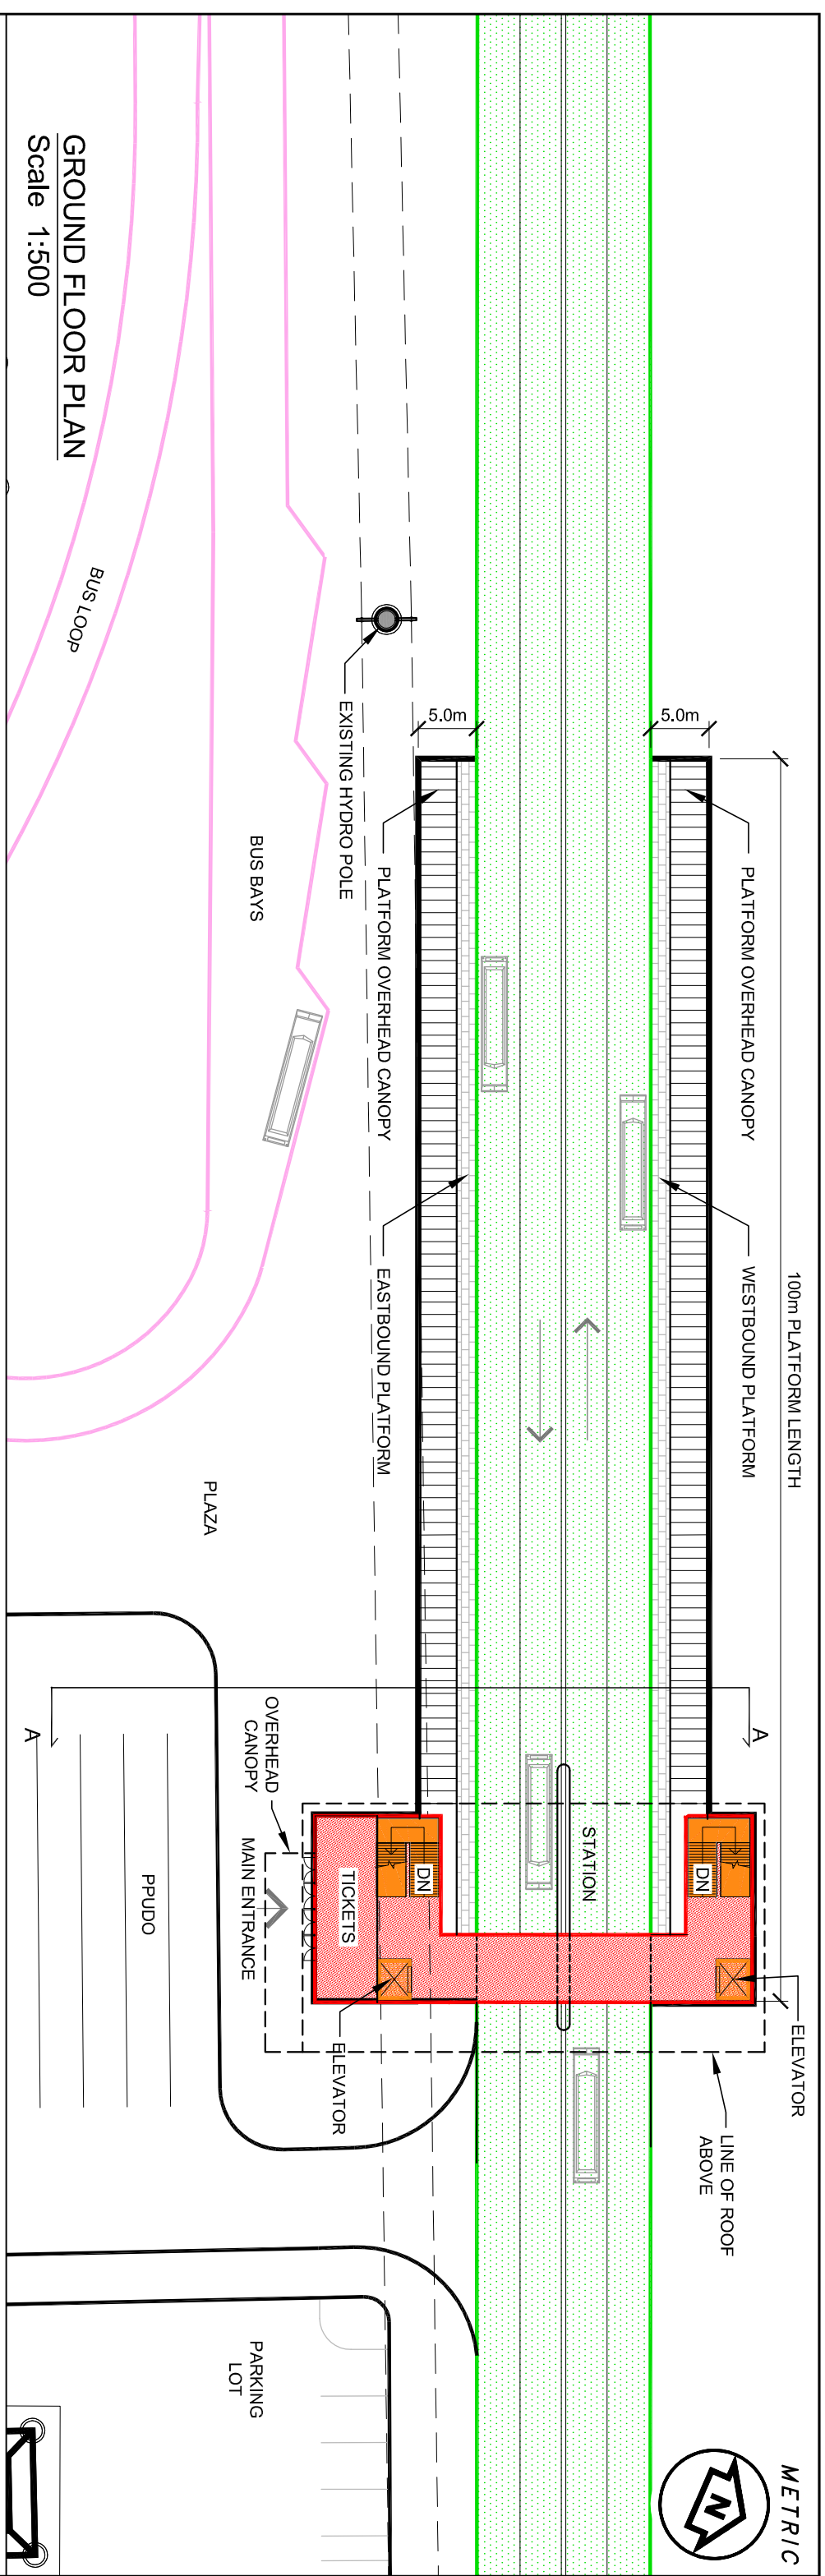 METRIC
N
100m PLATFORM LENGTH
5.0m
5.0m
PLATFORM OVERHEAD CANOPY
WESTBOUND PLATFORM
A
ELEVATOR
LINE OF ROOF
ABOVE
DN
STATION
DN
TICKETS
EXISTING HYDRO POLE
PLATFORM OVERHEAD CANOPY
EASTBOUND PLATFORM
ELEVATOR
OVERHEAD
CANOPY
MAIN ENTRANCE
BUS BAYS
PLAZA
PPUDO
PARKING
LOT
BUS LOOP
A
GROUND FLOOR PLAN
Scale 1:500